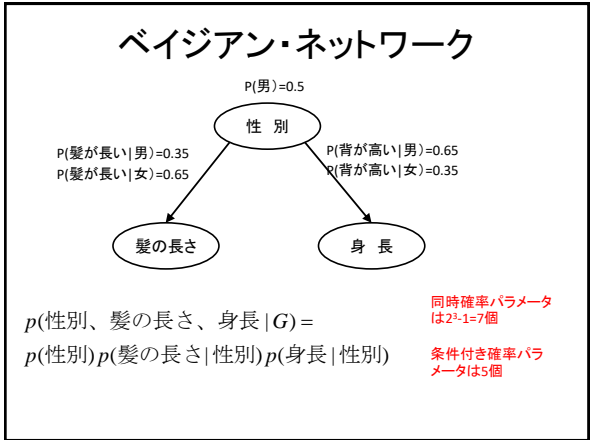 ベイジアン・ネットワーク
P(男)=0.5
性 別
P(髪が長い|男)=0.35
P(髪が長い|女)=0.65
P(背が高い|男)=0.65
P(背が高い|女)=0.35
髪の長さ
身 長
p(性別、髪の長さ、身長|G)=
p(性別)p(髪の長さ|性別)p(身長|性別)
同時確率パラメータ
は2³-1=7個
条件付き確率パラ
メータは5個